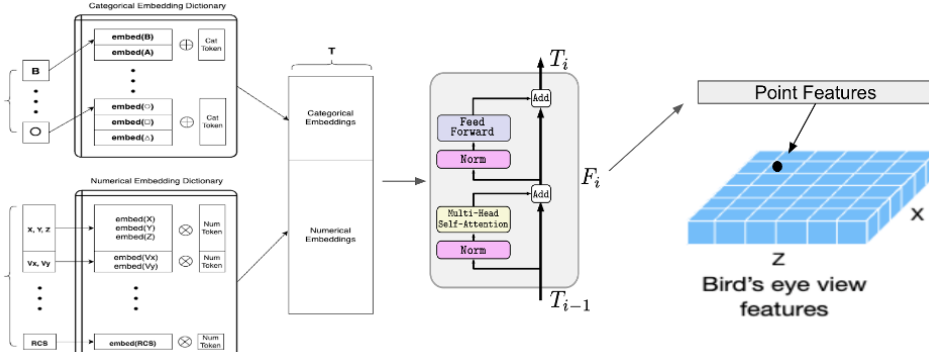 Categorical Embedding Dictionary
B
embed(B)
embed(A)
⊕
Cat
Token
O
embed(○)
embed(□)
embed(△)
⊕
Cat
Token
Numerical Embedding Dictionary
X, Y, Z
embed(X)
embed(Y)
embed(Z)
⊗
Num
Token
Vx, Vy
embed(Vx)
embed(Vy)
⊗
Num
Token
RCS
embed(RCS)
⊗
Num
Token
T
Categorical
Embeddings
Numerical
Embeddings
T_i
Add
Feed
Forward
Norm
Add
Multi-Head
Self-Attention
Norm
T_{i-1}
F_i
Point Features
X
Z
Bird's eye view
features